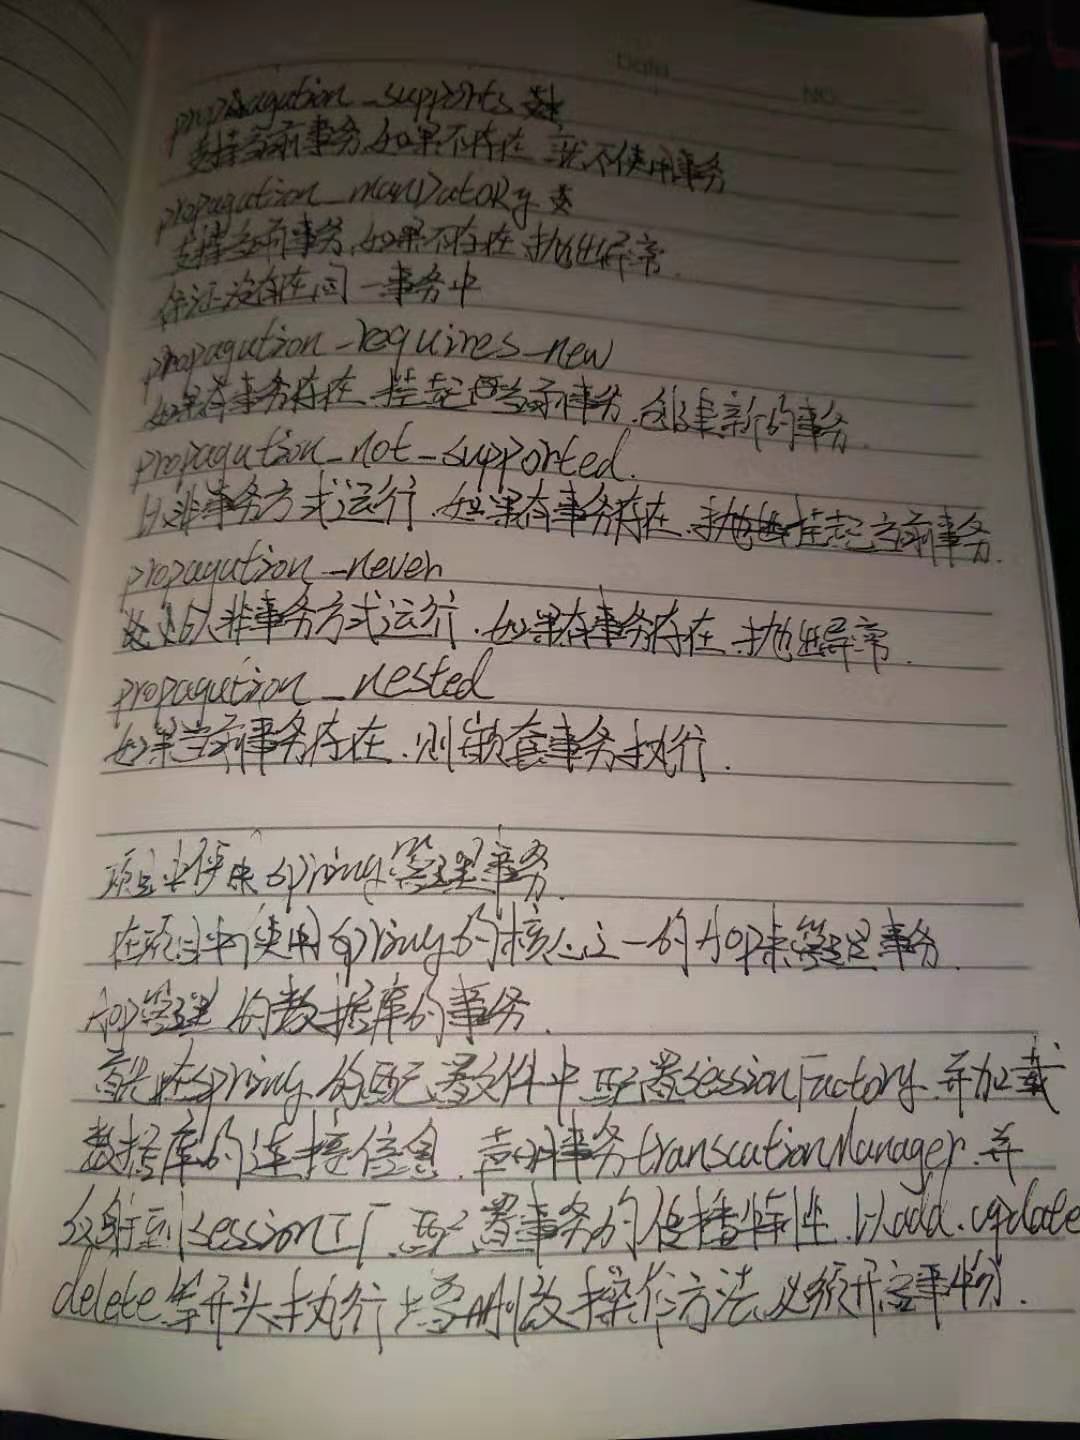 Date
NO.
propagution_supports
支持当前事务.如果不存在 就不使用事务
propagution_manDatoRy
支持当前事务.如果不存在.抛出异常.
保证没有在同一事务中
propagution_requires_new
如果有事务存在.挂起当前事务.创建新的事务.
propagution_not_supported.
以非事务方式运行.如果有事务存在.挂起当前事务.
propagution_never
以非事务方式运行.如果有事务存在.抛出异常.
propagution_nested
如果当前事务存在.则嵌套事务执行.
项目中使用spring管理事务.
在项目中使用spring的核心之一的Aop来管理事务.
Aop管理的数据库的事务.
首先在spring的配置文件中配置sessionFactory.并加载
数据库的连接信息.声明事务transcationManager.并
反射到session工厂.配置事务的传播特性.以add.update
delete等开头执行增删改操作方法.必须开启事务.